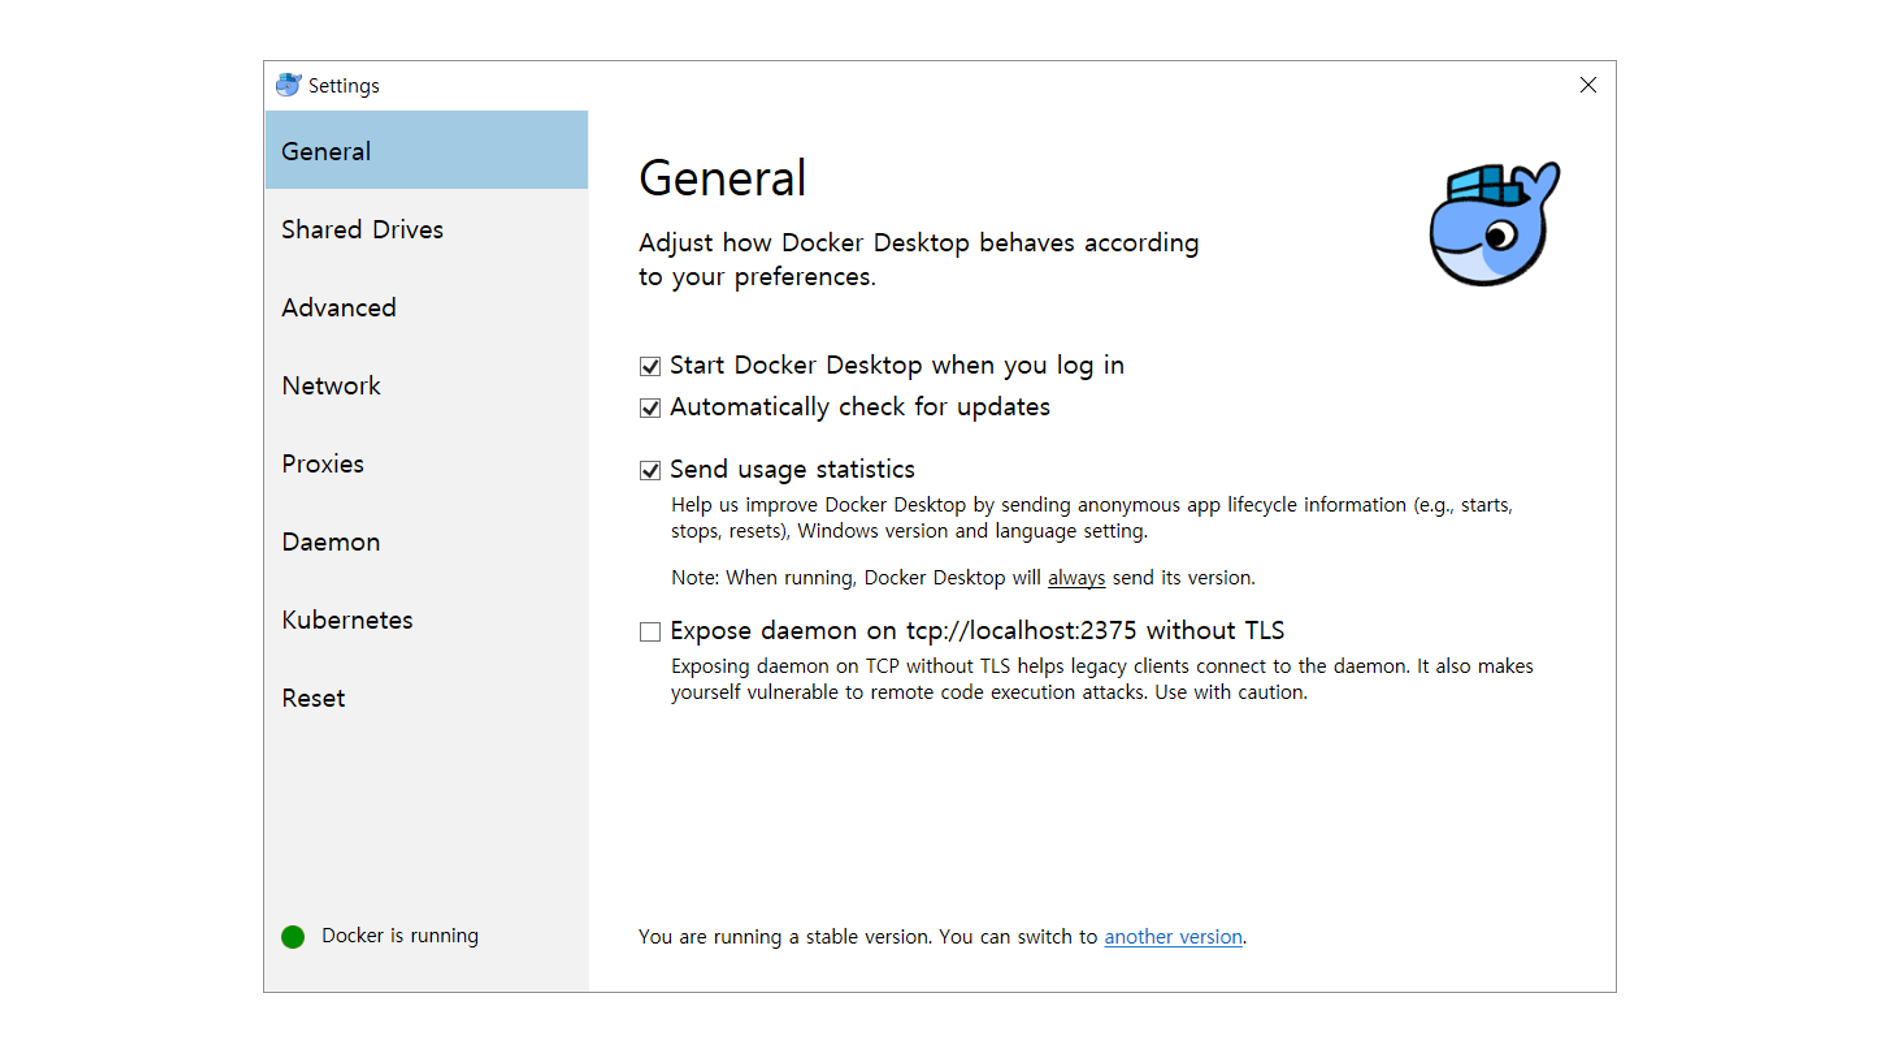 Settings
General
Shared Drives
Advanced
Network
Proxies
Daemon
Kubernetes
Reset
Docker is running
General
Adjust how Docker Desktop behaves according
to your preferences.
Start Docker Desktop when you log in
Automatically check for updates
Send usage statistics
Help us improve Docker Desktop by sending anonymous app lifecycle information (e.g., starts,
stops, resets), Windows version and language setting.
Note: When running, Docker Desktop will always send its version.
Expose daemon on tcp://localhost:2375 without TLS
Exposing daemon on TCP without TLS helps legacy clients connect to the daemon. It also makes
yourself vulnerable to remote code execution attacks. Use with caution.
You are running a stable version. You can switch to another version.